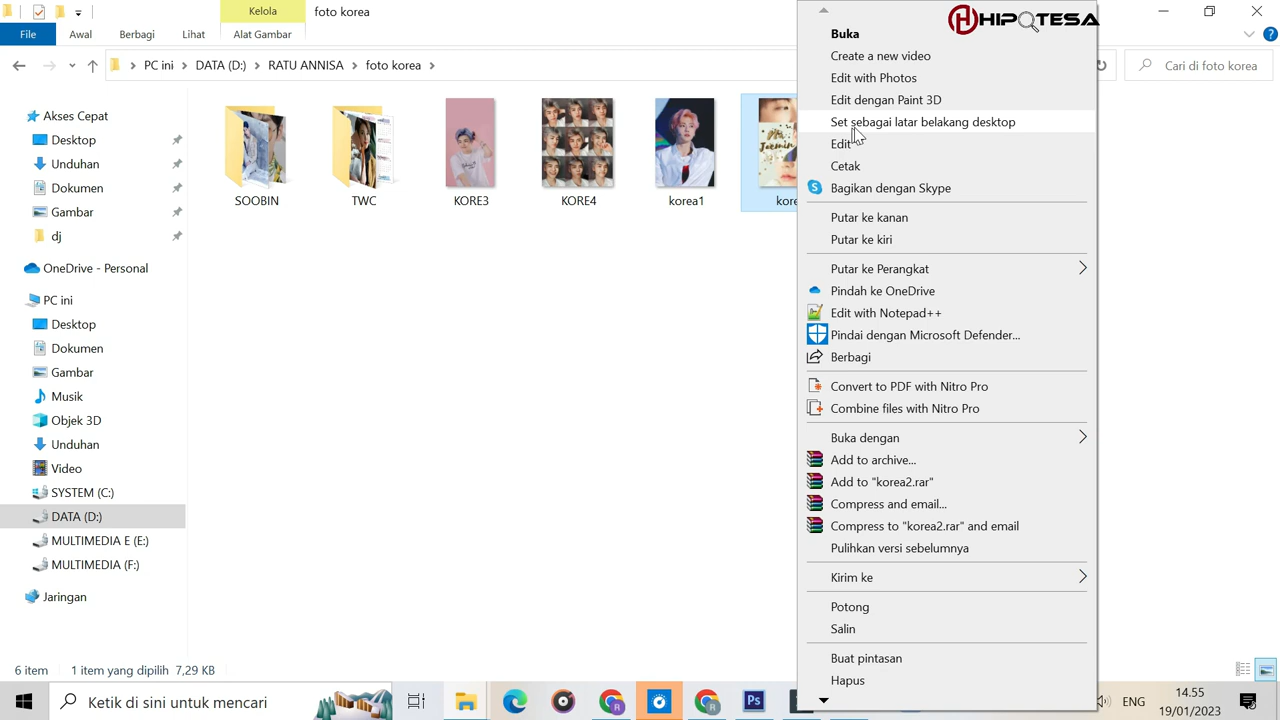 Kelola
foto korea
File
Awal
Berbagi
Lihat
Alat Gambar
PC ini
DATA (D:)
RATU ANNISA
foto korea
Cari di foto korea
Akses Cepat
Desktop
Unduhan
Dokumen
Gambar
dj
OneDrive - Personal
PC ini
Desktop
Dokumen
Gambar
Musik
Objek 3D
Unduhan
Video
SYSTEM (C:)
DATA (D:)
MULTIMEDIA E (E:)
MULTIMEDIA (F:)
Jaringan
SOOBIN
TWC
KORE3
KORE4
korea1
HIPOTESA
Buka
Create a new video
Edit with Photos
Edit dengan Paint 3D
Set sebagai latar belakang desktop
Edit
Cetak
Bagikan dengan Skype
Putar ke kanan
Putar ke kiri
Putar ke Perangkat
Pindah ke OneDrive
Edit with Notepad++
Pindai dengan Microsoft Defender...
Berbagi
Convert to PDF with Nitro Pro
Combine files with Nitro Pro
Buka dengan
Add to archive...
Add to "korea2.rar"
Compress and email...
Compress to "korea2.rar" and email
Pulihkan versi sebelumnya
Kirim ke
Potong
Salin
Buat pintasan
Hapus
6 item
1 item yang dipilih 7,29 KB
Ketik di sini untuk mencari
Ps
ENG
14.55
19/01/2023